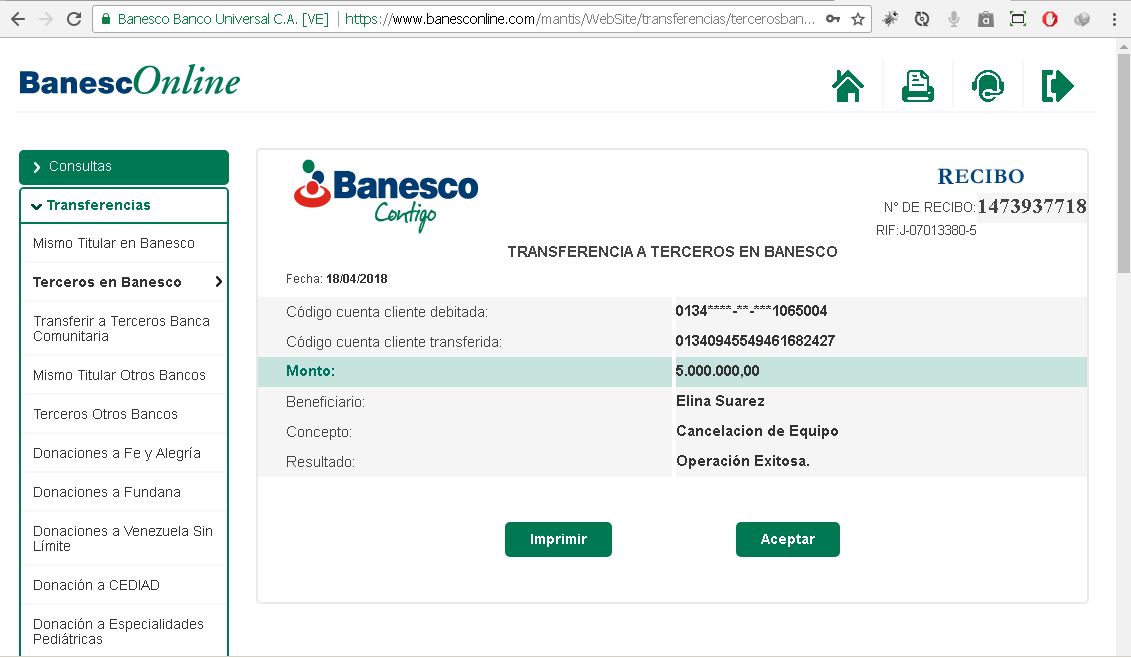 Banesco Banco Universal C.A. [VE] https://www.banesconline.com/mantis/WebSite/transferencias/tercerosban...
BanescOnline
Consultas
Transferencias
Mismo Titular en Banesco
Terceros en Banesco
Transferir a Terceros Banca
Comunitaria
Mismo Titular Otros Bancos
Terceros Otros Bancos
Donaciones a Fe y Alegría
Donaciones a Fundana
Donaciones a Venezuela Sin
Límite
Donación a CEDIAD
Donación a Especialidades
Pediátricas
Banesco
Contigo
RECIBO
N° DE RECIBO: 1473937718
RIF:J-07013380-5
TRANSFERENCIA A TERCEROS EN BANESCO
Fecha: 18/04/2018
Código cuenta cliente debitada: 0134****-**-***1065004
Código cuenta cliente transferida: 01340945549461682427
Monto: 5.000.000,00
Beneficiario: Elina Suarez
Concepto: Cancelacion de Equipo
Resultado: Operación Exitosa.
Imprimir Aceptar